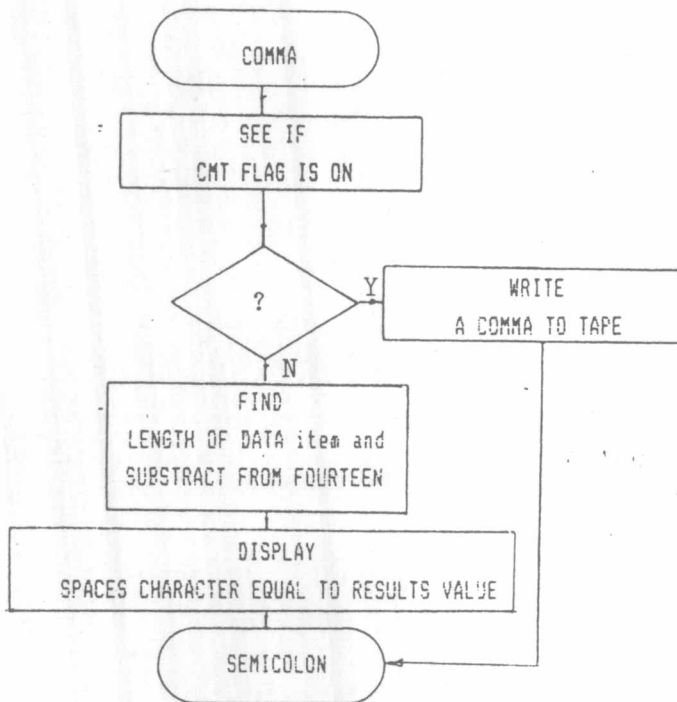 COMMA
SEE IF
CMT FLAG IS ON
?
Y
WRITE
A COMMA TO TAPE
N
FIND
LENGTH OF DATA item and
SUBSTRACT FROM FOURTEEN
DISPLAY
SPACES CHARACTER EQUAL TO RESULTS VALUE
SEMICOLON